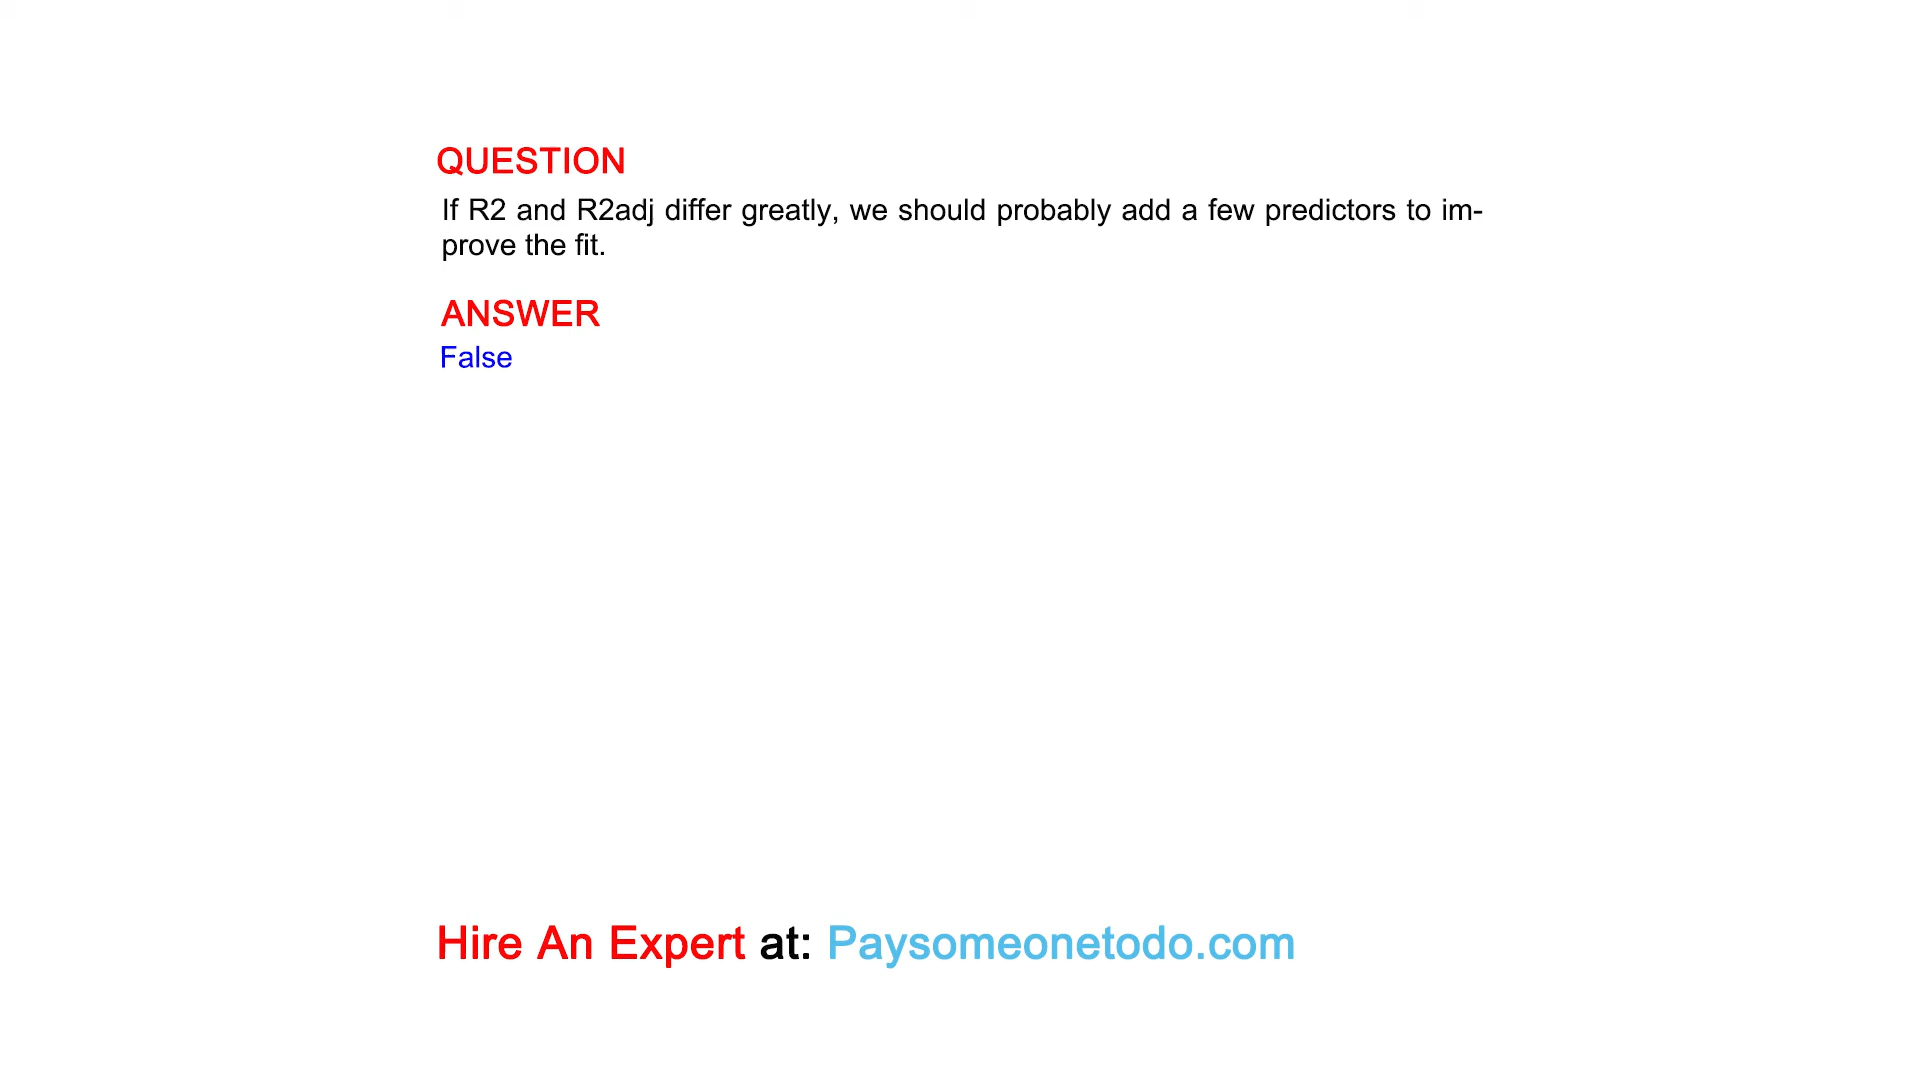 QUESTION
If R2 and R2adj differ greatly, we should probably add a few predictors to im-
prove the fit.
ANSWER
False
Hire An Expert at: Paysomeonetodo.com